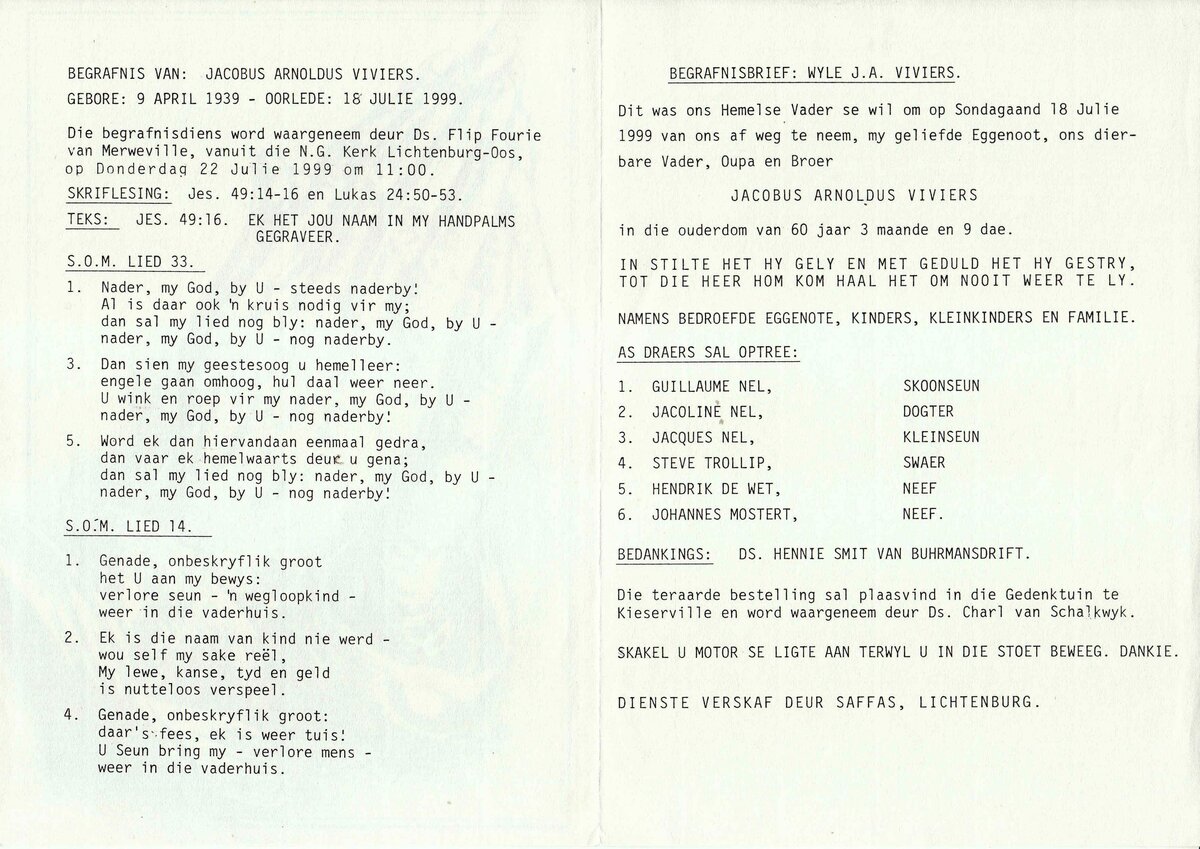 BEGRAFNIS VAN: JACOBUS ARNOLDUS VIVIERS.
GEBORE: 9 APRIL 1939 - OORLEDE: 18 JULIE 1999.
Die begrafnisdiens word waargeneem deur Ds. Flip Fourie
van Merweville, vanuit die N.G. Kerk Lichtenburg-Oos,
op Donderdag 22 Julie 1999 om 11:00.
SKRIFLESING: Jes. 49:14-16 en Lukas 24:50-53.
TEKS: JES. 49:16. EK HET JOU NAAM IN MY HANDPALMS
GEGRAVEER.
S.O.M. LIED 33.
1. Nader, my God, by U - steeds naderby!
Al is daar ook 'n kruis nodig vir my;
dan sal my lied nog bly: nader, my God, by U -
nader, my God, by U - nog naderby.
3. Dan sien my geestesoog u hemelleer:
engele gaan omhoog, hul daal weer neer.
U wink en roep vir my nader, my God, by U -
nader, my God, by U - nog naderby!
5. Word ek dan hiervandaan eenmaal gedra,
dan vaar ek hemelwaarts deur u gena;
dan sal my lied nog bly: nader, my God, by U -
nader, my God, by U - nog naderby!
S.O.M. LIED 14.
1. Genade, onbeskryflik groot
het U aan my bewys:
verlore seun - 'n wegloopkind -
weer in die vaderhuis.
2. Ek is die naam van kind nie werd -
wou self my sake reël,
My lewe, kanse, tyd en geld
is nutteloos verspeel.
4. Genade, onbeskryflik groot:
daar's fees, ek is weer tuis!
U Seun bring my - verlore mens -
weer in die vaderhuis.
BEGRAFNISBRIEF: WYLE J.A. VIVIERS.
Dit was ons Hemelse Vader se wil om op Sondagaand 18 Julie
1999 van ons af weg te neem, my geliefde Eggenoot, ons dier-
bare Vader, Oupa en Broer
JACOBUS ARNOLDUS VIVIERS
in die ouderdom van 60 jaar 3 maande en 9 dae.
IN STILTE HET HY GELY EN MET GEDULD HET HY GESTRY,
TOT DIE HEER HOM KOM HAAL HET OM NOOIT WEER TE LY.
NAMENS BEDROEFDE EGGENOTE, KINDERS, KLEINKINDERS EN FAMILIE.
AS DRAERS SAL OPTREE:
1. GUILLAUME NEL, SKOONSEUN
2. JACOLINE NEL, DOGTER
3. JACQUES NEL, KLEINSEUN
4. STEVE TROLLIP, SWAER
5. HENDRIK DE WET, NEEF
6. JOHANNES MOSTERT, NEEF.
BEDANKINGS: DS. HENNIE SMIT VAN BUHRMANSDRIFT.
Die teraarde bestelling sal plaasvind in die Gedenktuin te
Kieserville en word waargeneem deur Ds. Charl van Schalkwyk.
SKAKEL U MOTOR SE LIGTE AAN TERWYL U IN DIE STOET BEWEEG. DANKIE.
DIENSTE VERSKAF DEUR SAFFAS, LICHTENBURG.